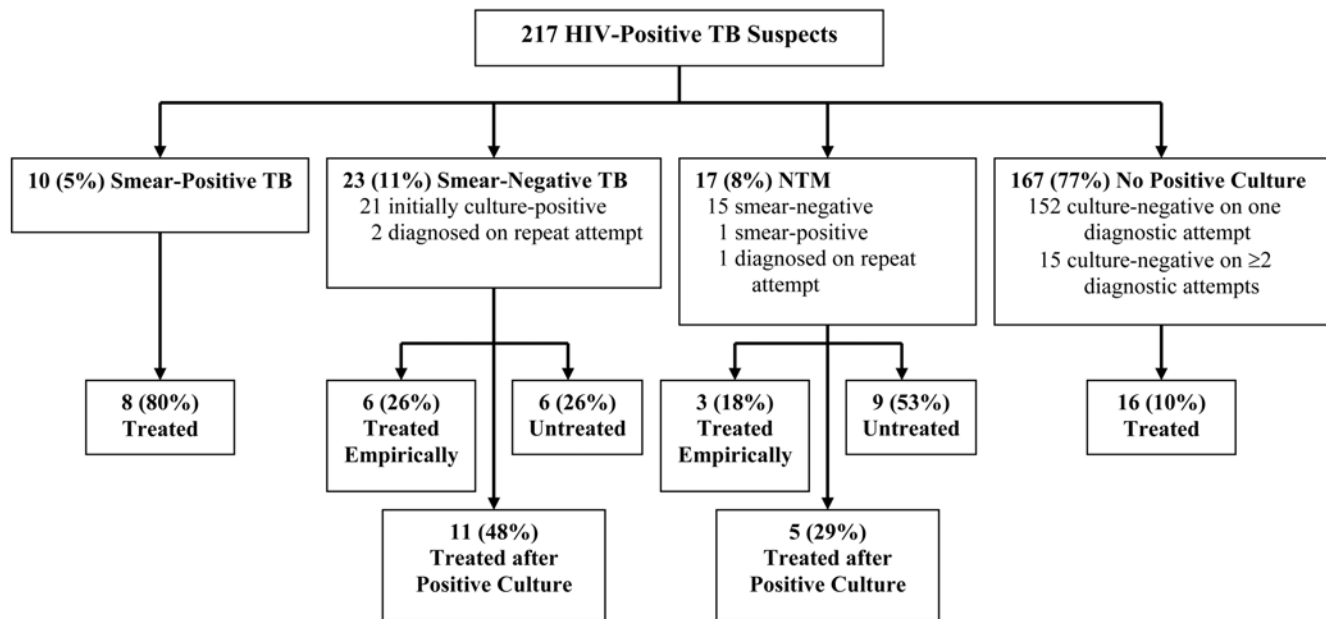 217 HIV-Positive TB Suspects
10 (5%) Smear-Positive TB
23 (11%) Smear-Negative TB
21 initially culture-positive
2 diagnosed on repeat attempt
17 (8%) NTM
15 smear-negative
1 smear-positive
1 diagnosed on repeat
attempt
167 (77%) No Positive Culture
152 culture-negative on one
diagnostic attempt
15 culture-negative on ≥2
diagnostic attempts
8 (80%)
Treated
6 (26%)
Treated
Empirically
6 (26%)
Untreated
3 (18%)
Treated
Empirically
9 (53%)
Untreated
16 (10%)
Treated
11 (48%)
Treated after
Positive Culture
5 (29%)
Treated after
Positive Culture